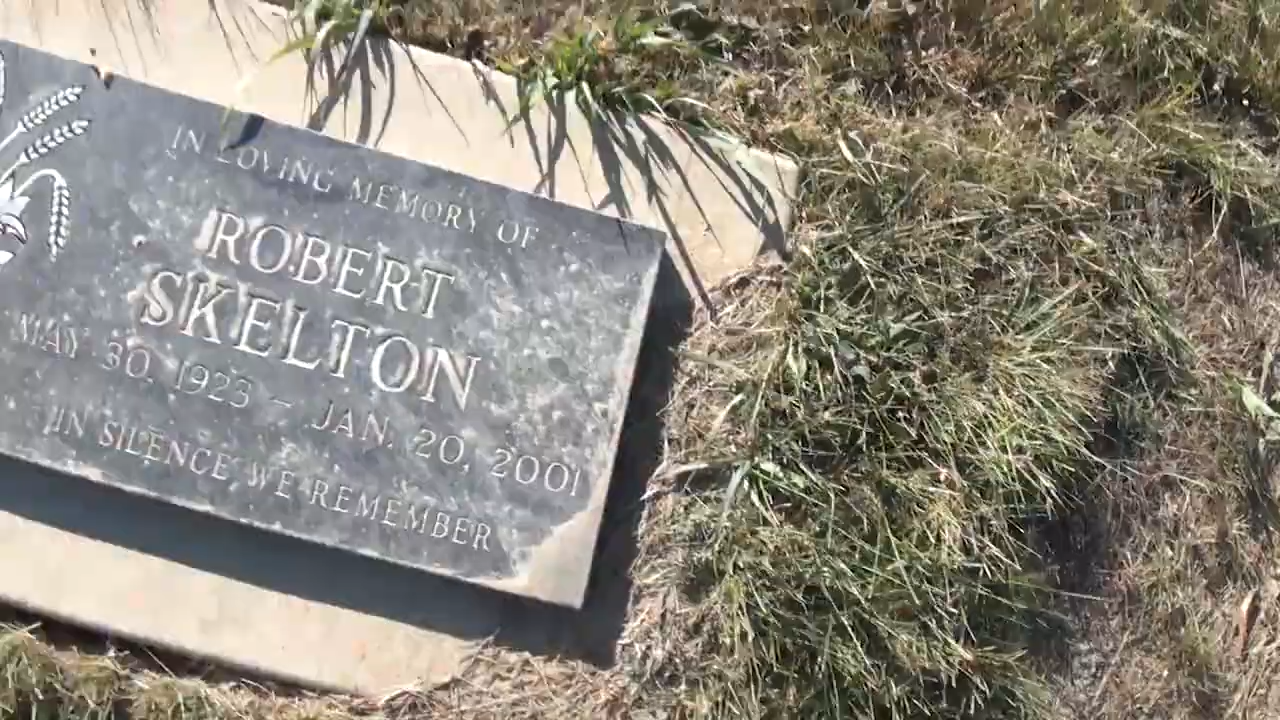 IN LOVING MEMORY OF
ROBERT
SKELTON
MAY 30, 1923 – JAN. 20, 2001
IN SILENCE WE REMEMBER